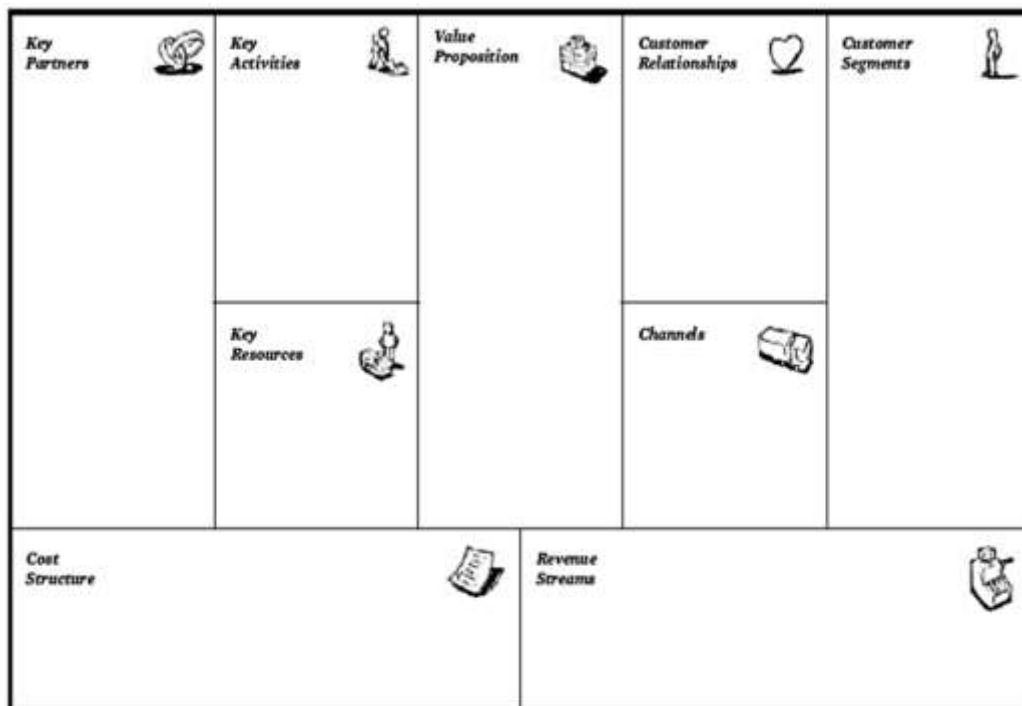 Key
Partners
Key
Activities
Value
Proposition
Customer
Relationships
Customer
Segments
Key
Resources
Channels
Cost
Structure
Revenue
Streams